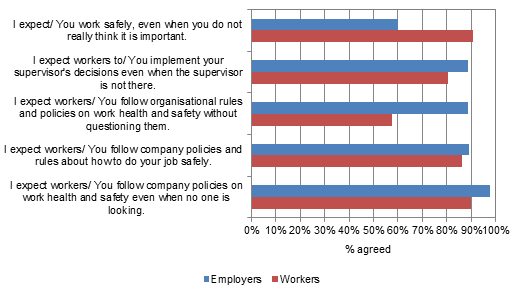 I expect/ You work safely, even when you do not
really think it is important.
I expect workers to/ You implement your
supervisor's decisions even when the supervisor
is not there.
I expect workers/ You follow organisational rules
and policies on work health and safety without
questioning them.
I expect workers/ You follow company policies and
rules about howto do your job safely.
I expect workers/ You follow company policies on
work health and safety even when no one is
looking.
0% 10% 20% 30% 40% 50% 60% 70% 80% 90%100%
% agreed
Employers Workers